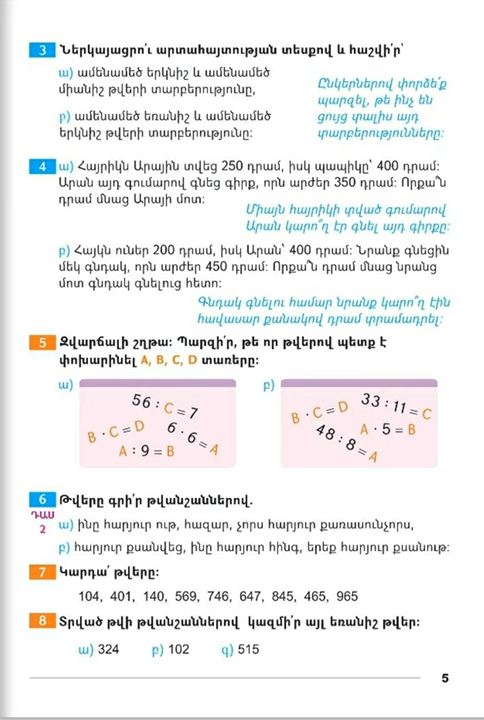 3 Ներկայացրո՛ւ արտահայտության տեսքով և հաշվի՛ր՝
ա) ամենամեծ երկնիշ և ամենամեծ
միանիշ թվերի տարբերությունը,
բ) ամենամեծ եռանիշ և ամենամեծ
երկնիշ թվերի տարբերությունը:
Ընկերներով փորձե՛ք
պարզել, թե ինչ են
ցույց տալիս այդ
տարբերությունները:
4 ա) Հայրիկն Արային տվեց 250 դրամ, իսկ պապիկը՝ 400 դրամ:
Արան այդ գումարով գնեց գիրք, որն արժեր 350 դրամ: Որքա՞ն
դրամ մնաց Արայի մոտ:
Միայն հայրիկի տված գումարով
Արան կարո՞ղ էր գնել այդ գիրքը:
բ) Հայկն ուներ 200 դրամ, իսկ Արան՝ 400 դրամ: Նրանք գնեցին
մեկ գնդակ, որն արժեր 450 դրամ: Որքա՞ն դրամ մնաց նրանց
մոտ գնդակ գնելուց հետո:
Գնդակ գնելու համար նրանք կարո՞ղ էին
հավասար քանակով դրամ տրամադրել:
5 Զվարճալի շղթա: Պարզի՛ր, թե որ թվերով պետք է
փոխարինել A, B, C, D տառերը:
ա)
56 : C = 7
B · C = D
6 · 6 = A
A : 9 = B
բ)
33 : 11 = C
B · C = D
A · 5 = B
48 : 8 = A
6 Թվերը գրի՛ր թվանշաններով.
ԴԱՍ
2
ա) ինը հարյուր ութ, հազար, չորս հարյուր քառասունչորս,
բ) հարյուր քսանվեց, ինը հարյուր հինգ, երեք հարյուր քսանութ:
7 Կարդա՛ թվերը:
104, 401, 140, 569, 746, 647, 845, 465, 965
8 Տրված թվի թվանշաններով կազմի՛ր այլ եռանիշ թվեր:
ա) 324 բ) 102 գ) 515
5